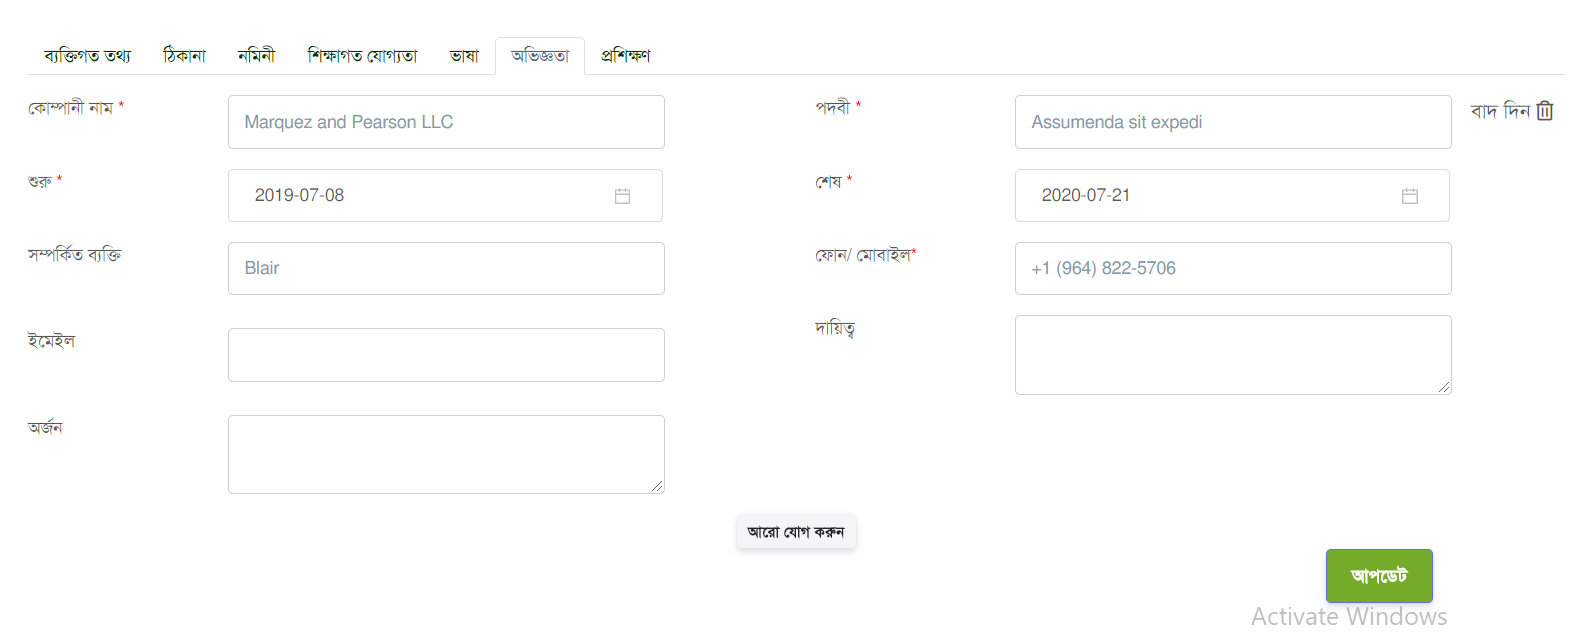 ব্যক্তিগত তথ্য ঠিকানা নমিনী শিক্ষাগত যোগ্যতা ভাষা অভিজ্ঞতা প্রশিক্ষণ
কোম্পানী নাম * Marquez and Pearson LLC পদবী * Assumenda sit expedi বাদ দিন
শুরু * 2019-07-08 শেষ * 2020-07-21
সম্পর্কিত ব্যক্তি Blair ফোন/ মোবাইল* +1 (964) 822-5706
ইমেইল দায়িত্ব
অর্জন
আরো যোগ করুন
আপডেট
Activate Windows